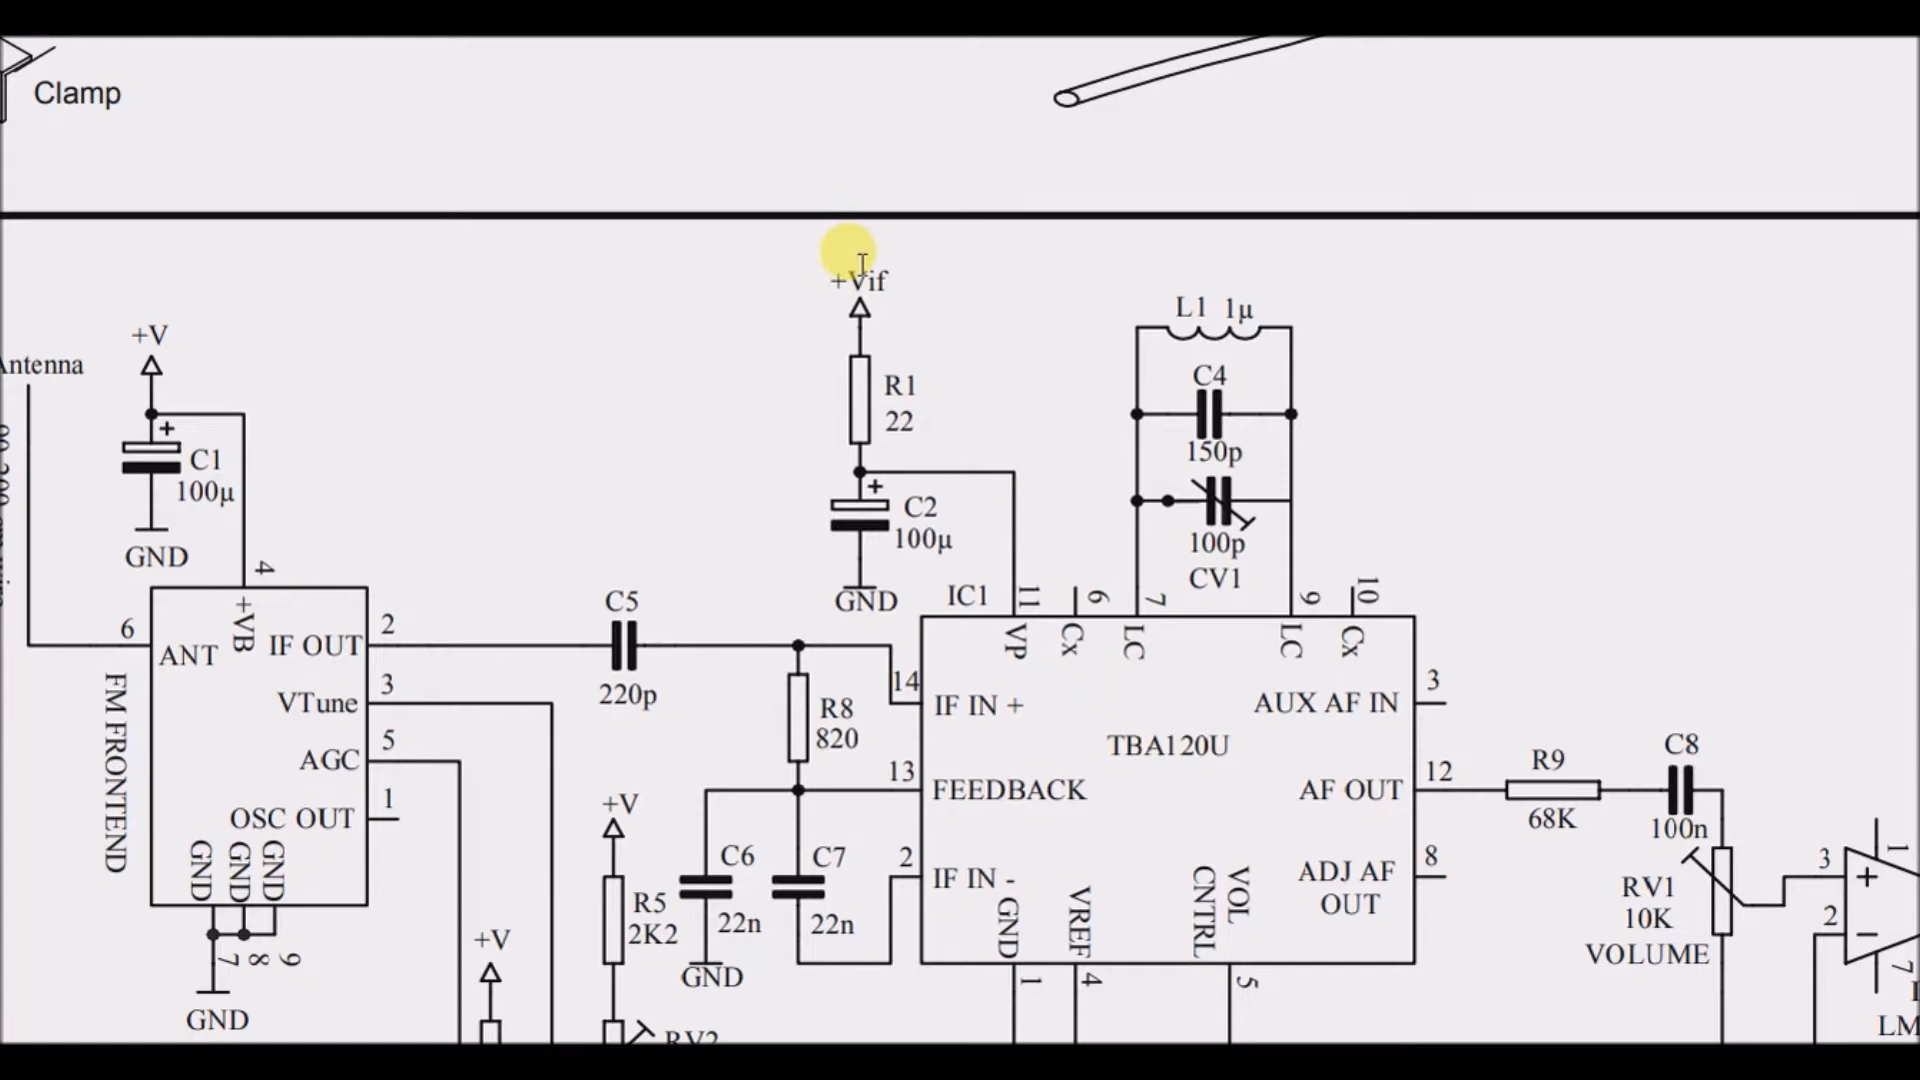 Clamp
+Vif
+V
Antenna
L1 1µ
R1
22
C4
150p
C1
100µ
GND
C2
100µ
GND
100p
CV1
4
6
ANT
+VB
IF OUT
2
VTune
3
AGC
5
OSC OUT
1
FM FRONTEND
GND
GND
GND
7
8
9
GND
C5
220p
R8
820
IC1
11
VP
6
Cx
7
LC
9
LC
10
Cx
14
IF IN +
13
FEEDBACK
2
IF IN -
TBA120U
AUX AF IN
3
AF OUT
12
ADJ AF
OUT
8
GND
1
VREF
4
VOL
CNTRL
5
+V
R5
2K2
C6
22n
GND
C7
22n
+V
RV2
R9
68K
C8
100n
RV1
10K
VOLUME
3
+
2
−
1
7
LM